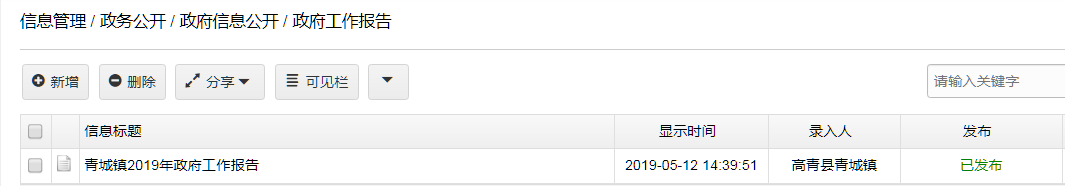 信息管理 / 政务公开 / 政府信息公开 / 政府工作报告
新增 删除 分享 可见栏 请输入关键字
信息标题 显示时间 录入人 发布
青城镇2019年政府工作报告 2019-05-12 14:39:51 高青县青城镇 已发布